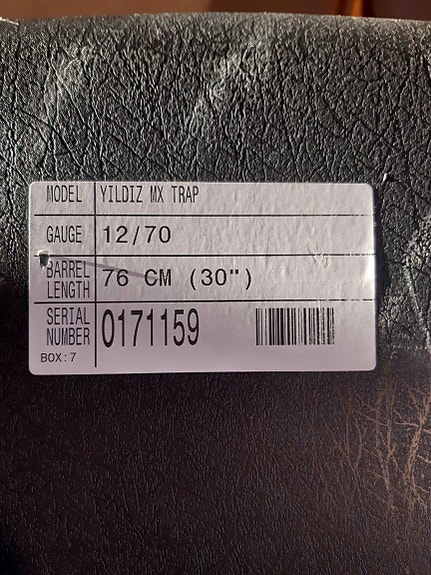 MODEL YILDIZ MX TRAP
GAUGE 12/70
BARREL LENGTH 76 CM (30")
SERIAL NUMBER 0171159
BOX:7